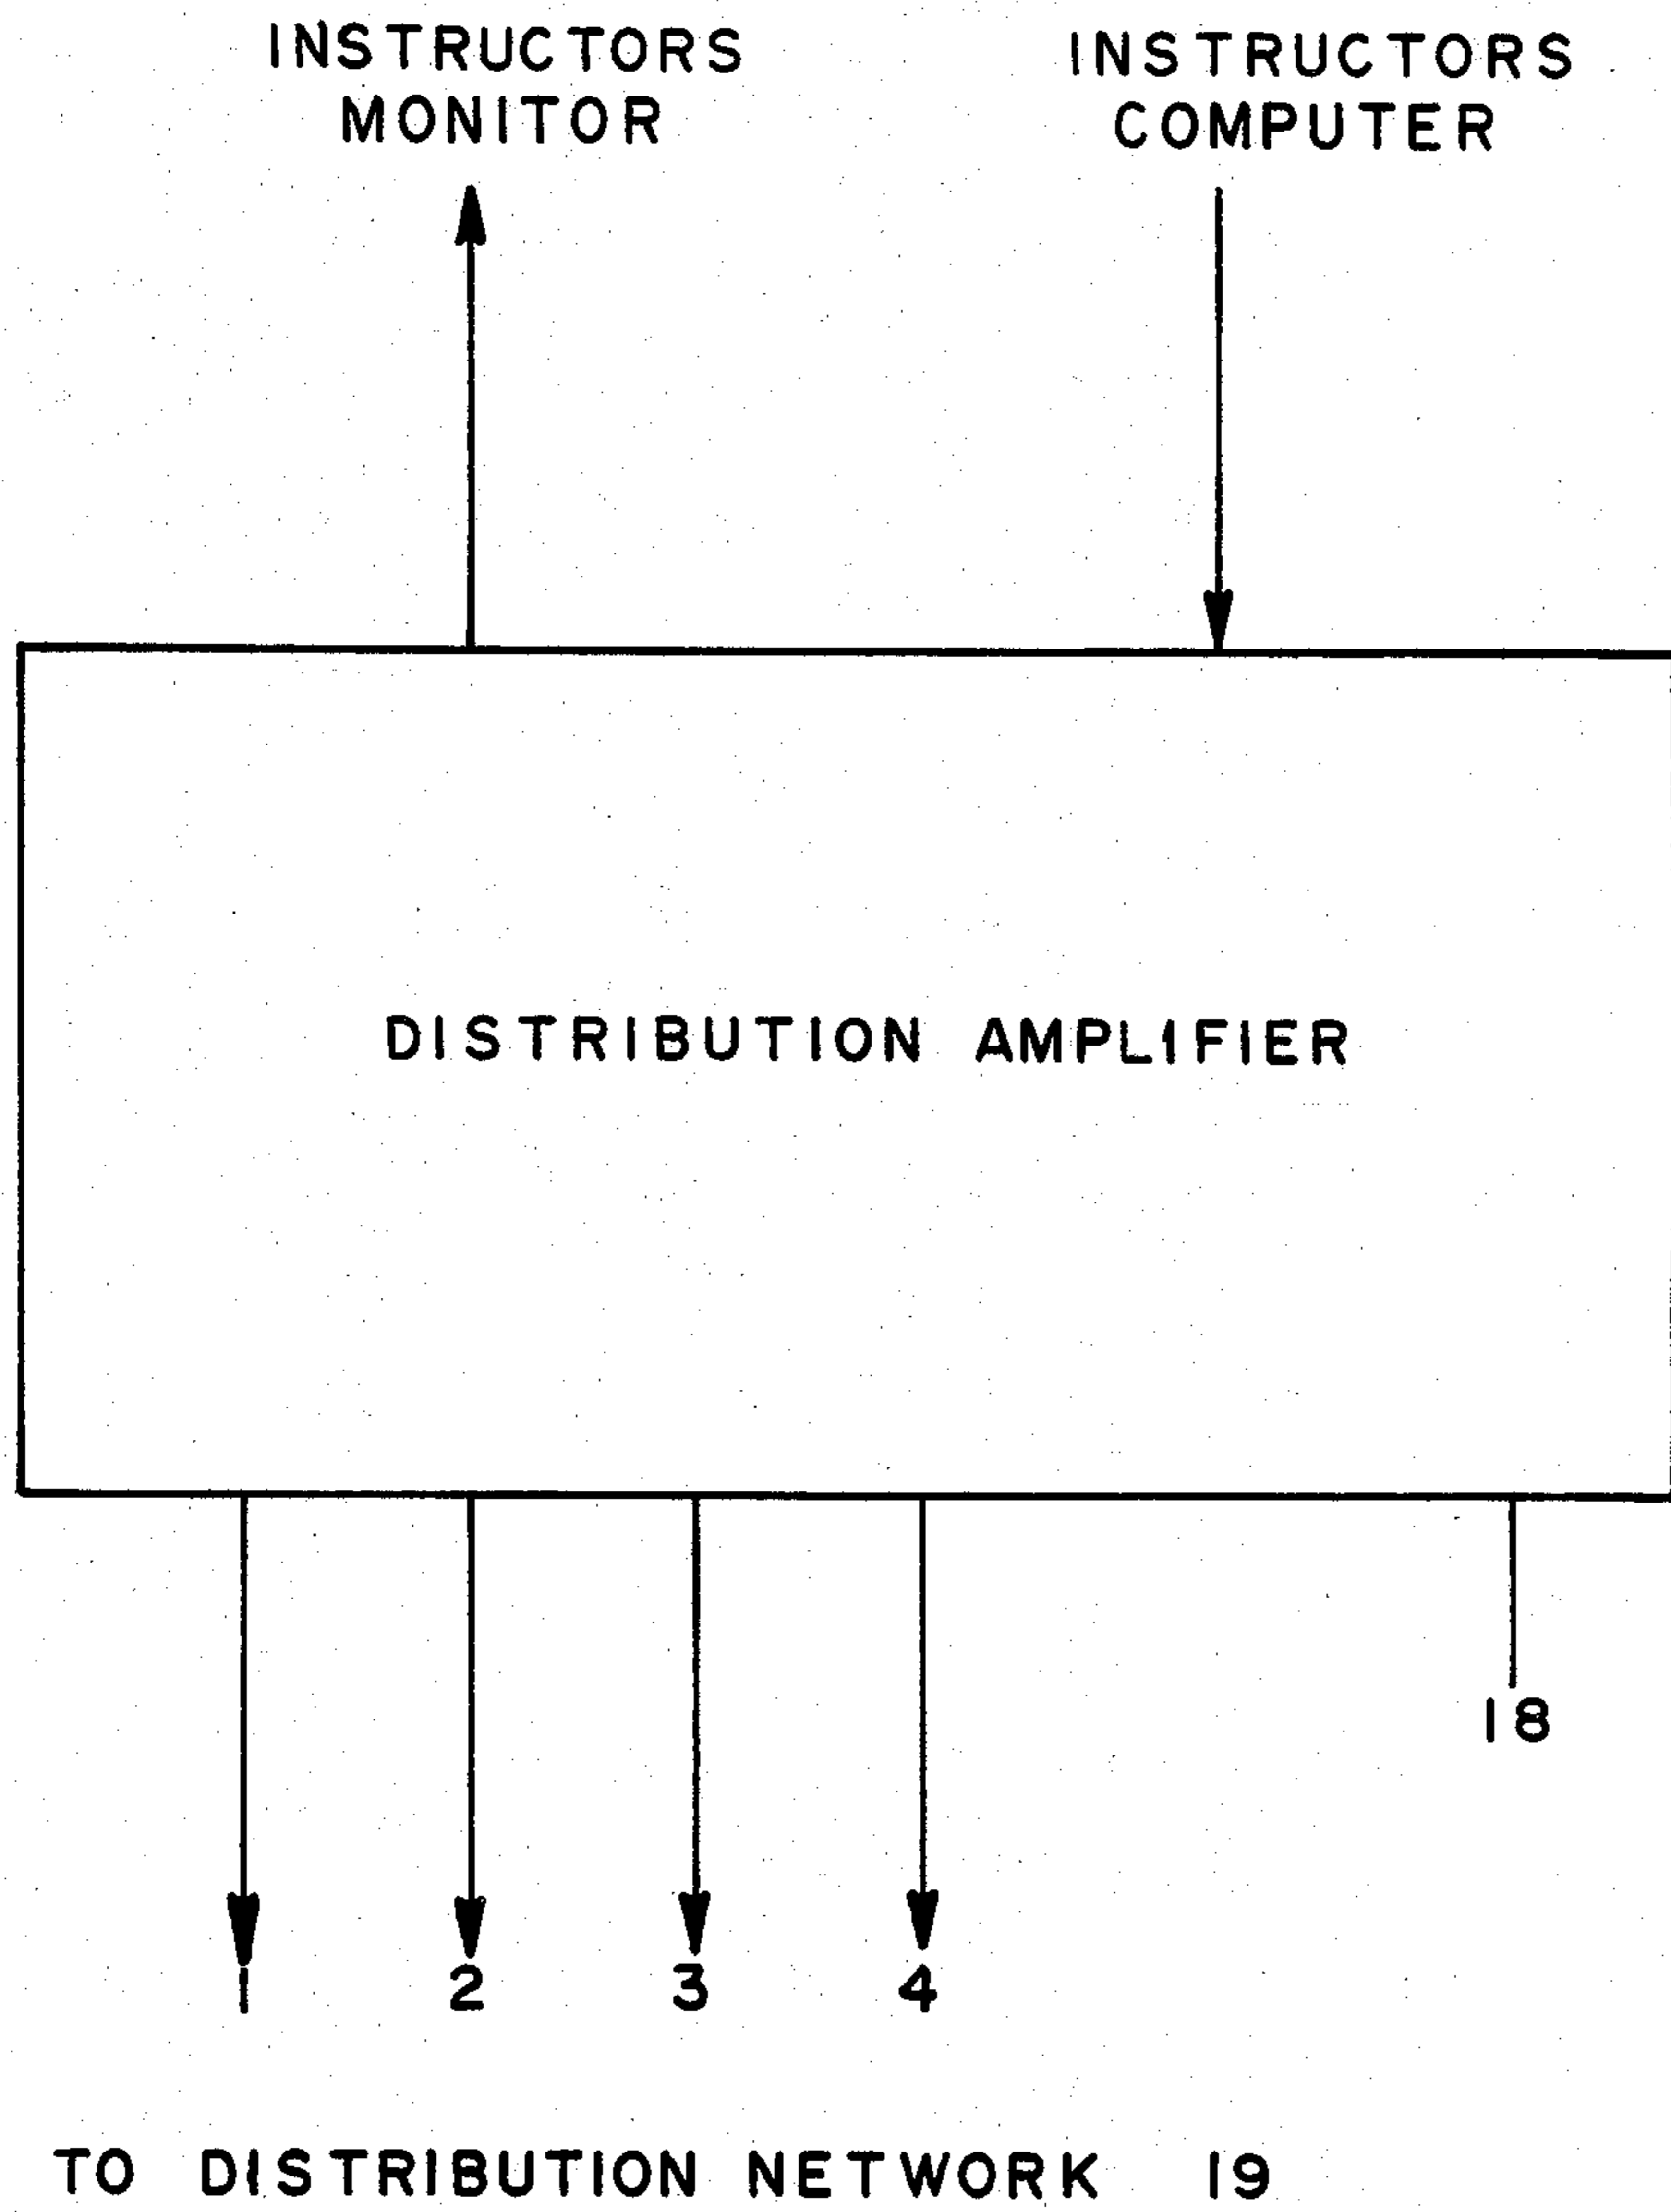 INSTRUCTORS
MONITOR
INSTRUCTORS
COMPUTER
DISTRIBUTION AMPLIFIER
18
1
2
3
4
TO DISTRIBUTION NETWORK 19